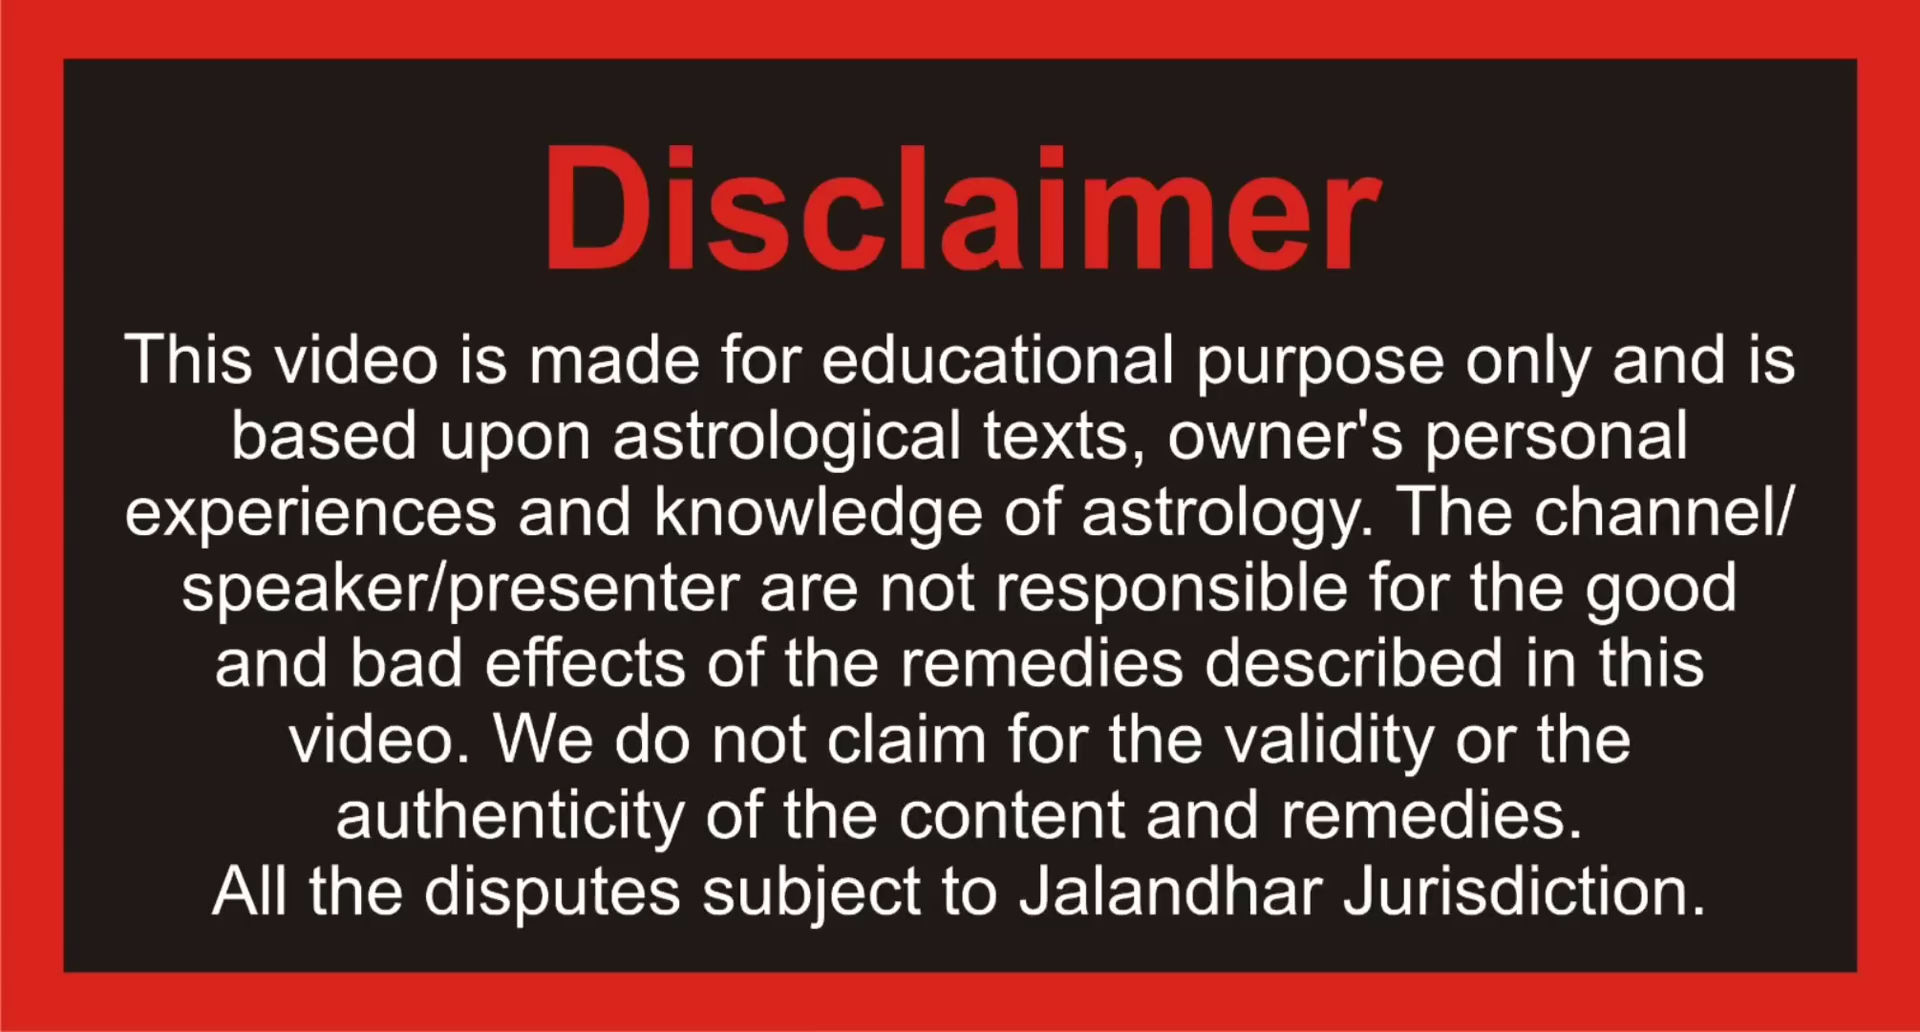 Disclaimer
This video is made for educational purpose only and is
based upon astrological texts, owner's personal
experiences and knowledge of astrology. The channel/
speaker/presenter are not responsible for the good
and bad effects of the remedies described in this
video. We do not claim for the validity or the
authenticity of the content and remedies.
All the disputes subject to Jalandhar Jurisdiction.